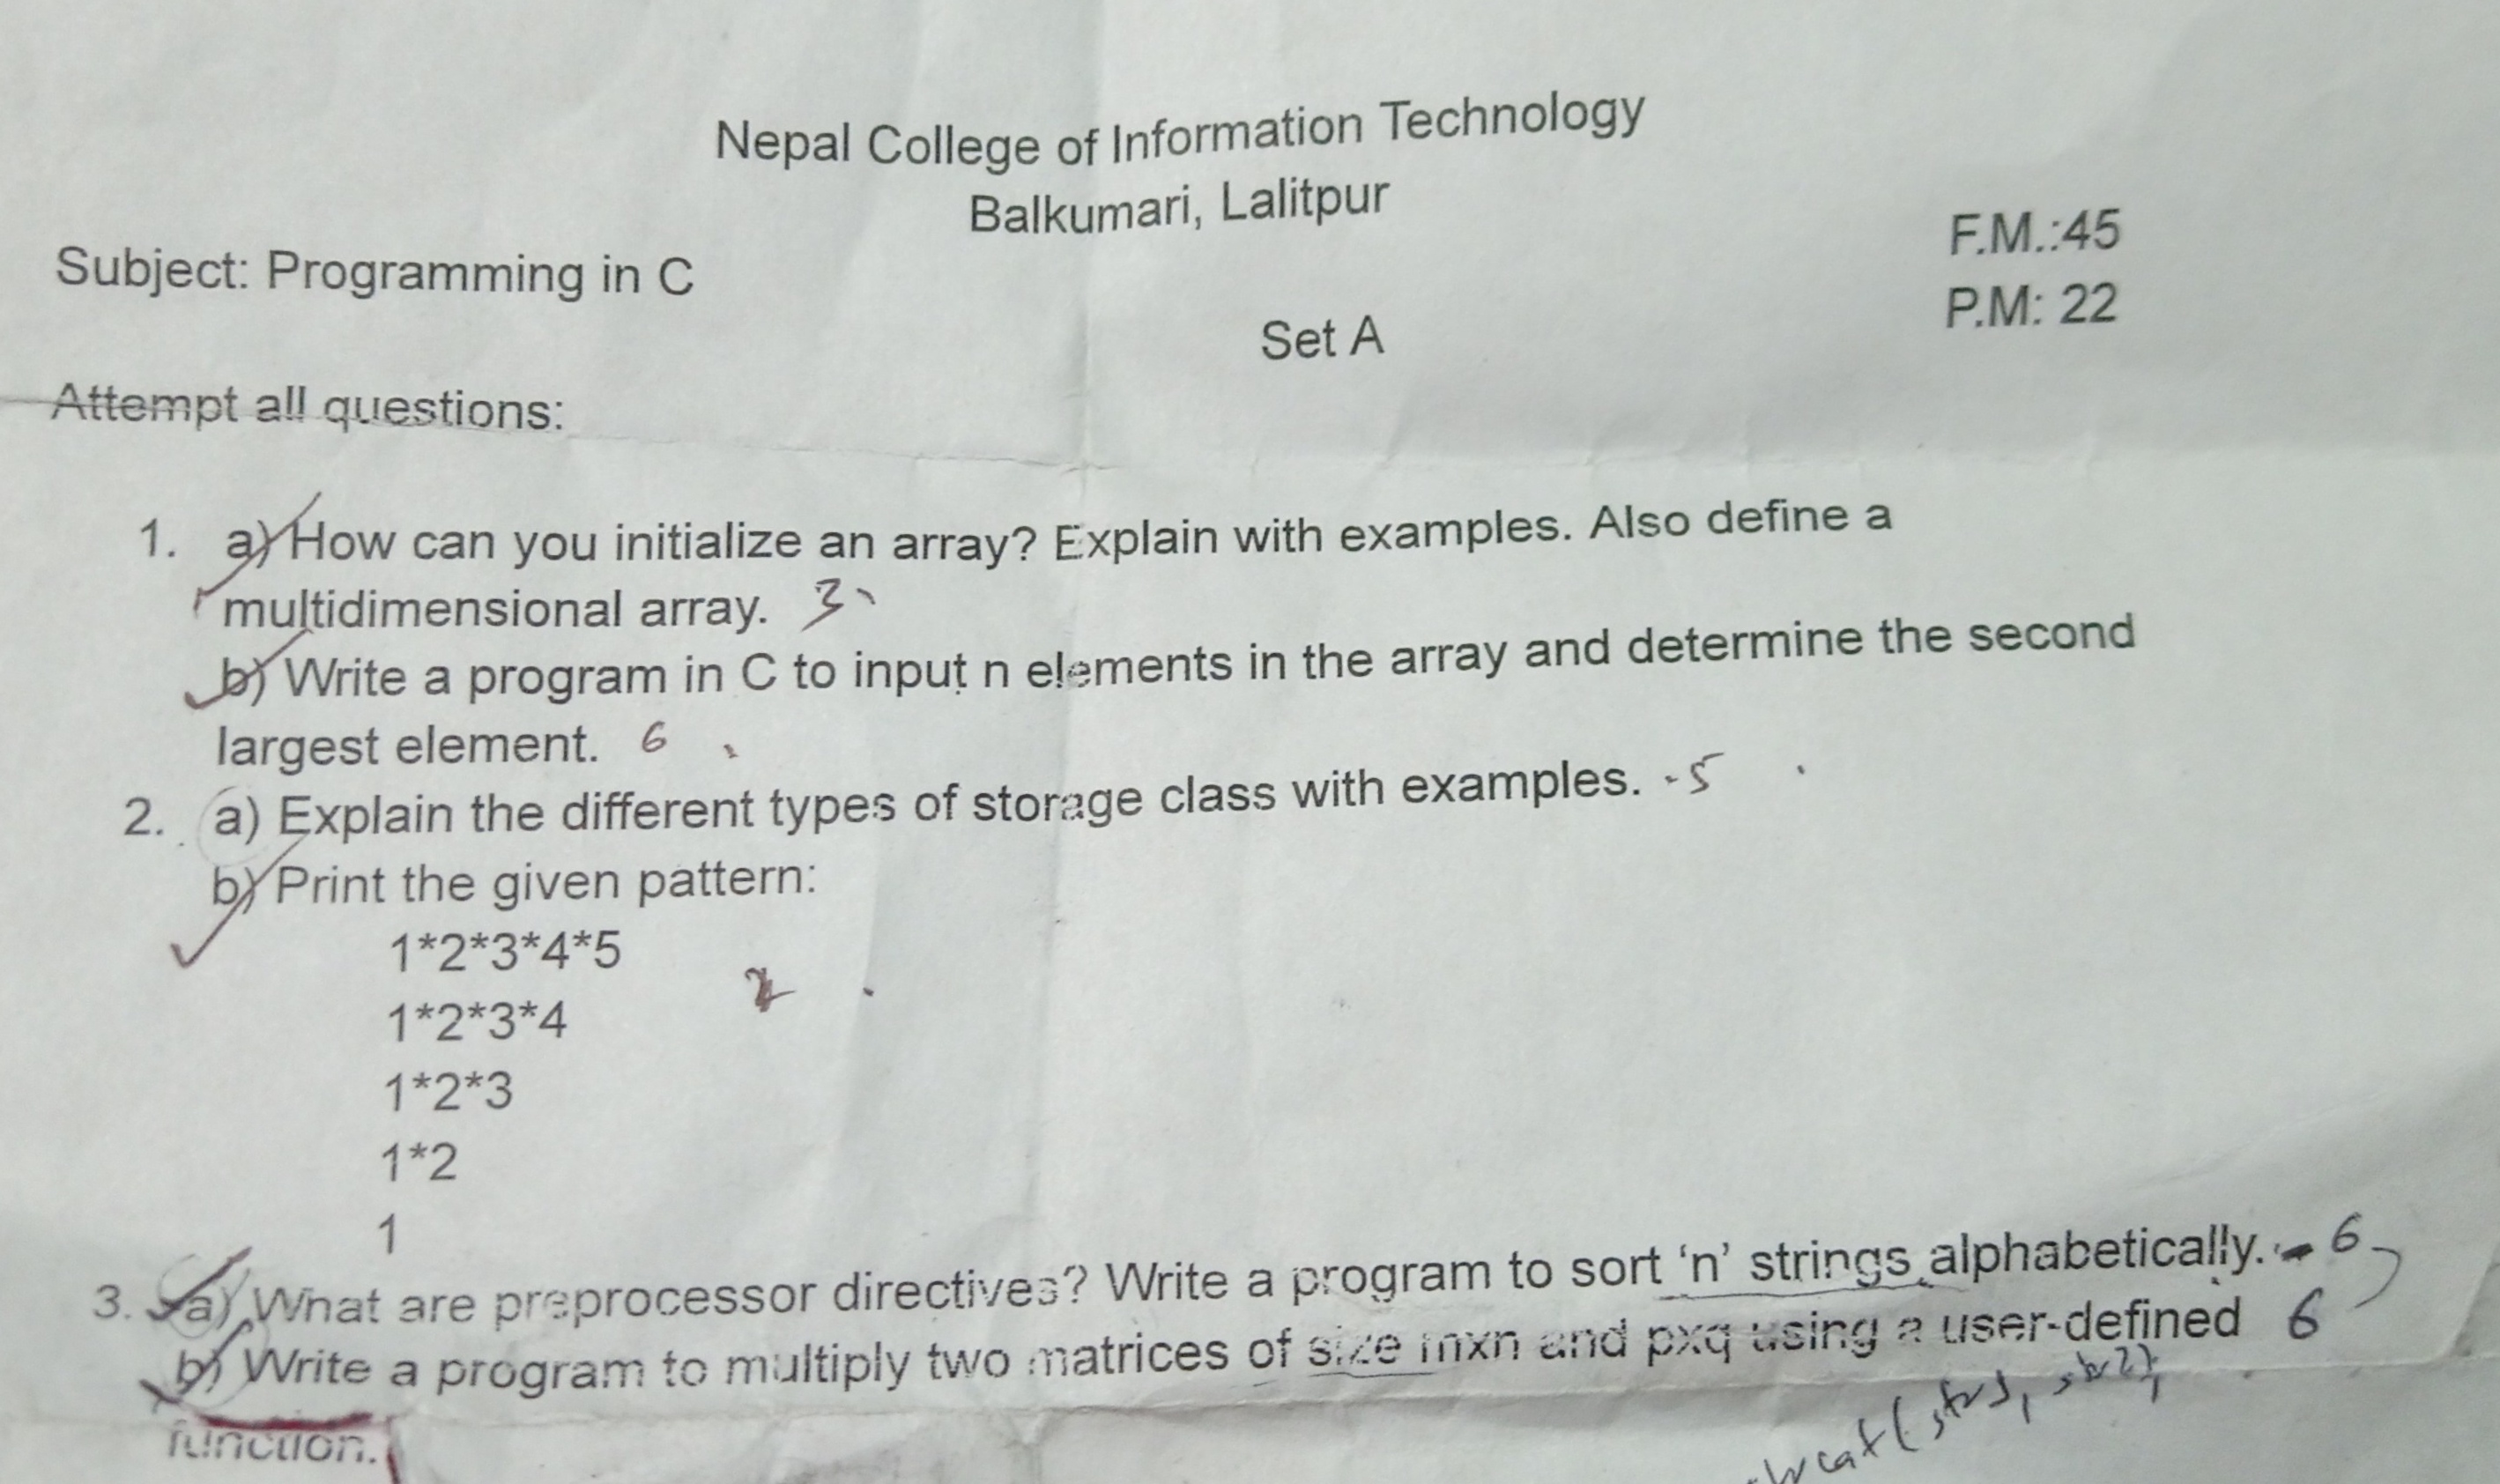 Nepal College of Information Technology
Balkumari, Lalitpur
F.M.:45
Subject: Programming in C
P.M: 22
Set A
Attempt all questions:
1. a) How can you initialize an array? Explain with examples. Also define a
multidimensional array. 3
b) Write a program in C to input n elements in the array and determine the second
largest element. 6
2. a) Explain the different types of storage class with examples. - 5
b) Print the given pattern:
1*2*3*4*5
1*2*3*4
1*2*3
1*2
1
3. a) What are preprocessor directives? Write a program to sort ‘n’ strings alphabetically. - 6
b) Write a program to multiply two matrices of size mxn and pxq using a user-defined 6
function.